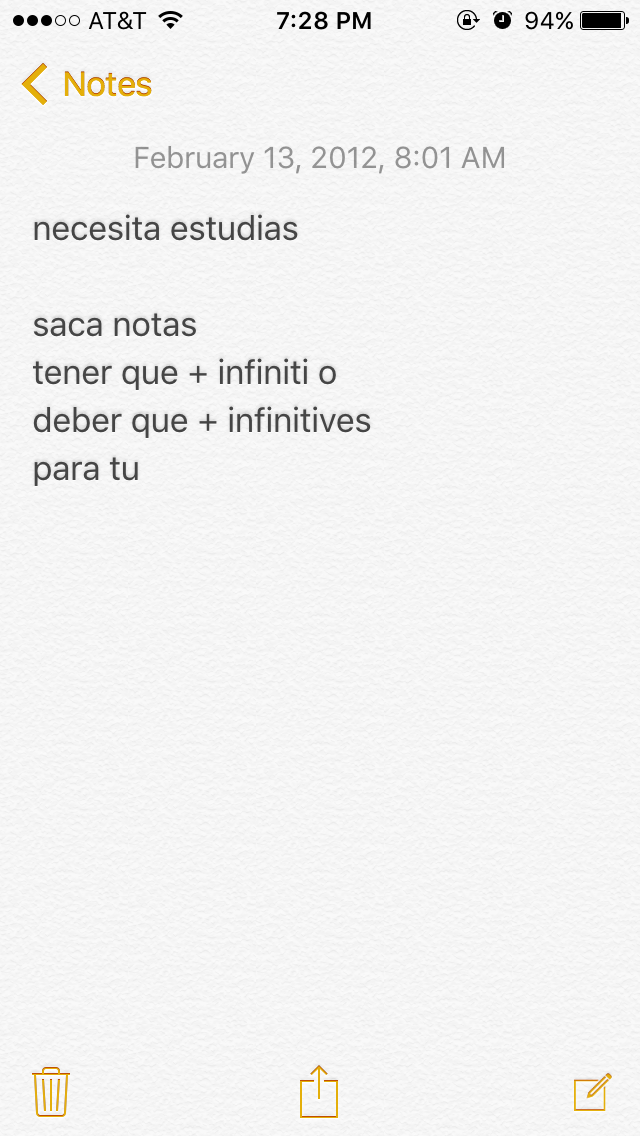 AT&T 7:28 PM 94%
Notes
February 13, 2012, 8:01 AM
necesita estudias
saca notas
tener que + infiniti o
deber que + infinitives
para tu